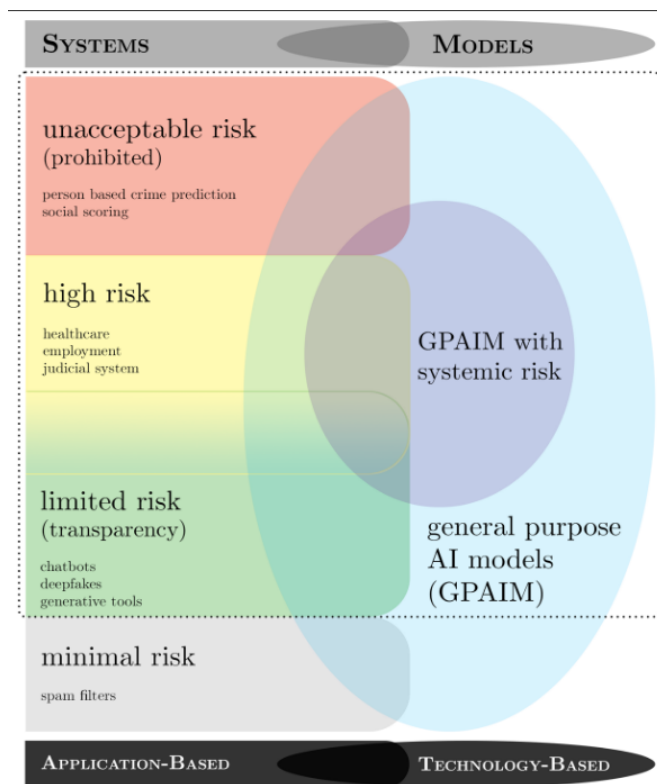 SYSTEMS
MODELS
unacceptable risk
(prohibited)
person based crime prediction
social scoring
high risk
healthcare
employment
judicial system
GPAIM with
systemic risk
limited risk
(transparency)
chatbots
deepfakes
generative tools
general purpose
AI models
(GPAIM)
minimal risk
spam filters
APPLICATION-BASED
TECHNOLOGY-BASED